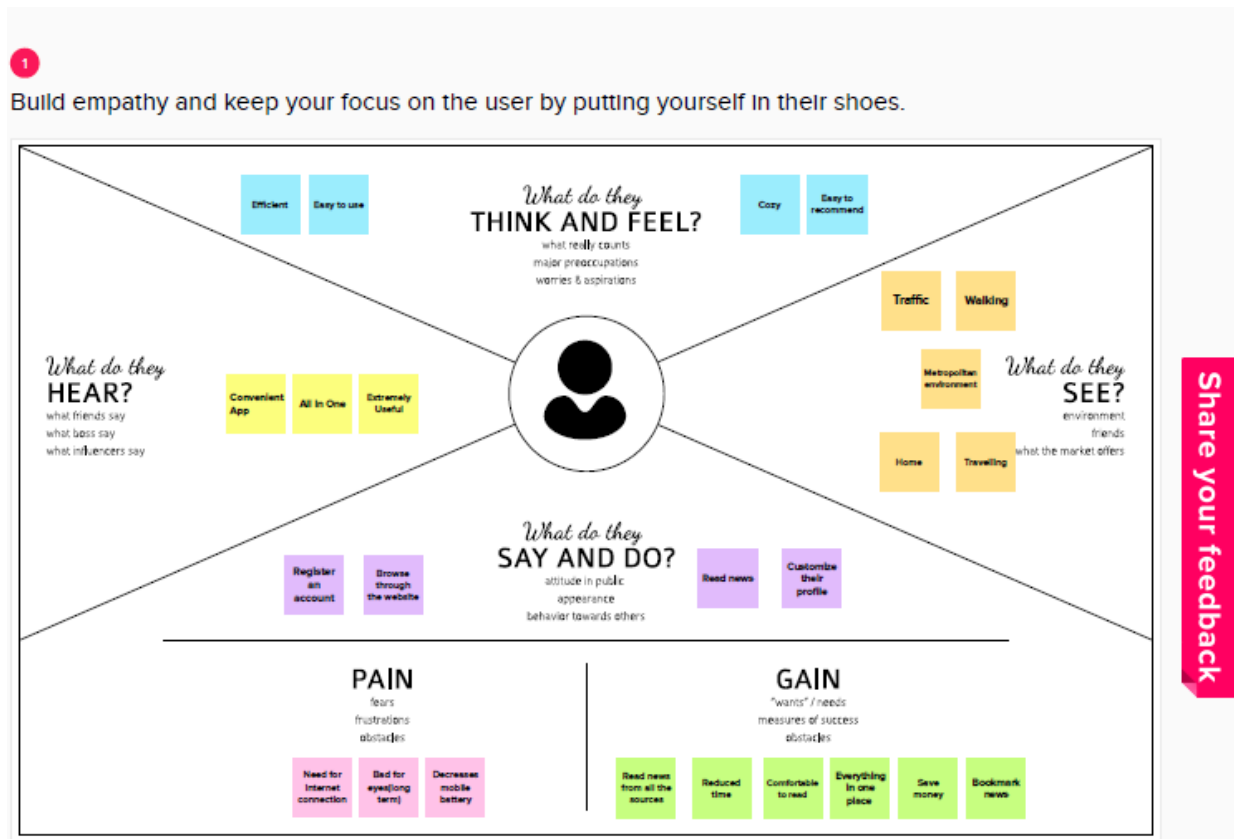 1
Build empathy and keep your focus on the user by putting yourself in their shoes.
Efficient
Easy to use
What do they
THINK AND FEEL?
what really counts
major preoccupations
worries & aspirations
Cozy
Easy to
recommend
What do they
HEAR?
what friends say
what boss say
what influencers say
Convenient
App
All In One
Extremely
Useful
Traffic
Walking
Metropolitan
environment
Home
Travelling
What do they
SEE?
environment
friends
what the market offers
Register
an
account
Browse
through
the website
What do they
SAY AND DO?
attitude in public
appearance
behavior towards others
Read news
Customize
their
profile
PAIN
fears
frustrations
obstacles
Need for
Internet
connection
Bad for
eyes(long
term)
Decreases
mobile
battery
GAIN
"wants" / needs
measures of success
obstacles
Read news
from all the
sources
Reduced
time
Comfortable
to read
Everything
in one
place
Save
money
Bookmark
news
Share your feedback